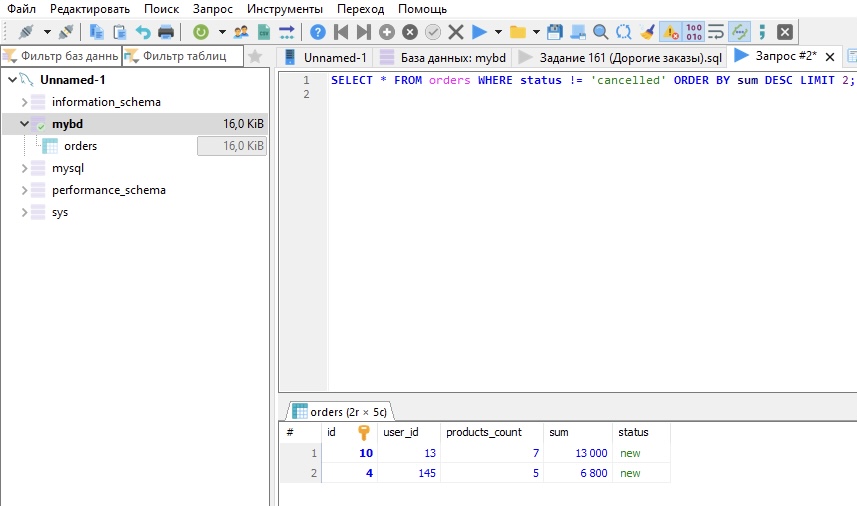 Файл Редактировать Поиск Запрос Инструменты Переход Помощь
Фильтр баз даннь Фильтр таблиц
Unnamed-1 База данных: mybd Задание 161 (Дорогие заказы).sql Запрос #2*
Unnamed-1
information_schema
mybd 16,0 KiB
orders 16,0 KiB
mysql
performance_schema
sys
1 SELECT * FROM orders WHERE status != 'cancelled' ORDER BY sum DESC LIMIT 2;
2
orders (2r × 5c)
# id user_id products_count sum status
1 10 13 7 13 000 new
2 4 145 5 6 800 new